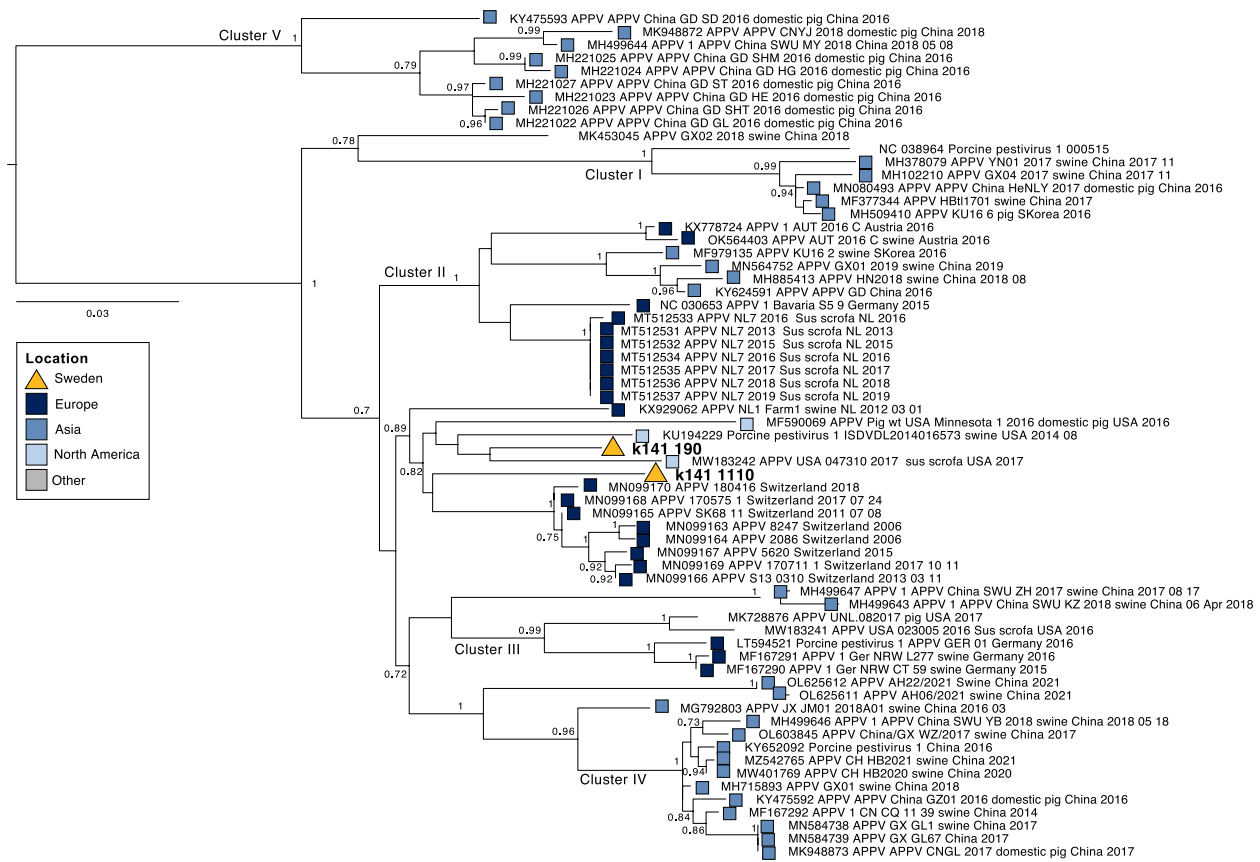 KY475593 APPV APPV China GD SD 2016 domestic pig China 2016
Cluster V
1
0.99
MK948872 APPV APPV CNYJ 2018 domestic pig China 2018
MH499644 APPV 1 APPV China SWU MY 2018 China 2018 05 08
0.79
0.99
MH221025 APPV APPV China GD SHM 2016 domestic pig China 2016
MH221024 APPV APPV China GD HG 2016 domestic pig China 2016
0.97
MH221027 APPV APPV China GD ST 2016 domestic pig China 2016
MH221023 APPV APPV China GD HE 2016 domestic pig China 2016
MH221026 APPV APPV China GD SHT 2016 domestic pig China 2016
0.96
MH221022 APPV APPV China GD GL 2016 domestic pig China 2016
0.78
MK453045 APPV GX02 2018 swine China 2018
1
NC 038964 Porcine pestivirus 1 000515
Cluster I
0.99
MH378079 APPV YN01 2017 swine China 2017 11
MH102210 APPV GX04 2017 swine China 2017 11
0.94
MN080493 APPV APPV China HeNLY 2017 domestic pig China 2016
MF377344 APPV HBtl1701 swine China 2017
MH509410 APPV KU16 6 pig SKorea 2016
1
KX778724 APPV 1 AUT 2016 C Austria 2016
OK564403 APPV AUT 2016 C swine Austria 2016
1
MF979135 APPV KU16 2 swine SKorea 2016
Cluster II
1
1
MN564752 APPV GX01 2019 swine China 2019
MH885413 APPV HN2018 swine China 2018 08
1
0.96
KY624591 APPV APPV GD China 2016
NC 030653 APPV 1 Bavaria S5 9 Germany 2015
0.03
MT512533 APPV NL7 2016 Sus scrofa NL 2016
1
MT512531 APPV NL7 2013 Sus scrofa NL 2013
MT512532 APPV NL7 2015 Sus scrofa NL 2015
MT512534 APPV NL7 2016 Sus scrofa NL 2016
MT512535 APPV NL7 2017 Sus scrofa NL 2017
MT512536 APPV NL7 2018 Sus scrofa NL 2018
MT512537 APPV NL7 2019 Sus scrofa NL 2019
Location
Sweden
Europe
Asia
North America
Other
0.7
KX929062 APPV NL1 Farm1 swine NL 2012 03 01
0.89
MF590069 APPV Pig wt USA Minnesota 1 2016 domestic pig USA 2016
KU194229 Porcine pestivirus 1 ISDVDL2014016573 swine USA 2014 08
k141 190
MW183242 APPV USA 047310 2017 sus scrofa USA 2017
0.82
k141 1110
MN099170 APPV 180416 Switzerland 2018
1
MN099168 APPV 170575 1 Switzerland 2017 07 24
MN099165 APPV SK68 11 Switzerland 2011 07 08
0.75
1
MN099163 APPV 8247 Switzerland 2006
1
MN099164 APPV 2086 Switzerland 2006
MN099167 APPV 5620 Switzerland 2015
0.92
MN099169 APPV 170711 1 Switzerland 2017 10 11
0.92
MN099166 APPV S13 0310 Switzerland 2013 03 11
1
MH499647 APPV 1 APPV China SWU ZH 2017 swine China 2017 08 17
MH499643 APPV 1 APPV China SWU KZ 2018 swine China 06 Apr 2018
1
MK728876 APPV UNL.082017 pig USA 2017
0.99
MW183241 APPV USA 023005 2016 Sus scrofa USA 2016
Cluster III
1
LT594521 Porcine pestivirus 1 APPV GER 01 Germany 2016
MF167291 APPV 1 Ger NRW L277 swine Germany 2016
1
MF167290 APPV 1 Ger NRW CT 59 swine Germany 2015
0.72
1
OL625612 APPV AH22/2021 Swine China 2021
OL625611 APPV AH06/2021 swine China 2021
1
MG792803 APPV JX JM01 2018A01 swine China 2016 03
0.96
0.73
MH499646 APPV 1 APPV China SWU YB 2018 swine China 2018 05 18
OL603845 APPV China/GX WZ/2017 swine China 2017
KY652092 Porcine pestivirus 1 China 2016
1
MZ542765 APPV CH HB2021 swine China 2021
0.94
MW401769 APPV CH HB2020 swine China 2020
Cluster IV
MH715893 APPV GX01 swine China 2018
KY475592 APPV APPV China GZ01 2016 domestic pig China 2016
0.84
MF167292 APPV 1 CN CQ 11 39 swine China 2014
0.86
1
MN584738 APPV GX GL1 swine China 2017
MN584739 APPV GX GL67 China 2017
MK948873 APPV APPV CNGL 2017 domestic pig China 2017